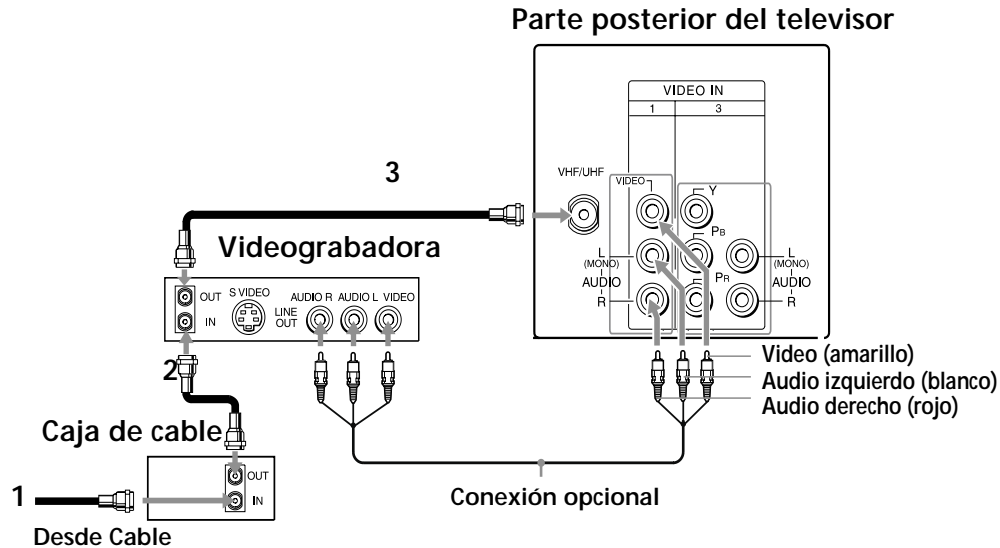 Parte posterior del televisor
VIDEO IN
1 3
3
VHF/UHF
VIDEO
Y
PB
L
(MONO)
AUDIO
R
PR
L
(MONO)
AUDIO
R
Videograbadora
OUT
IN
S VIDEO
LINE
OUT
AUDIO R AUDIO L VIDEO
2
Video (amarillo)
Audio izquierdo (blanco)
Audio derecho (rojo)
Caja de cable
OUT
IN
1
Desde Cable
Conexión opcional